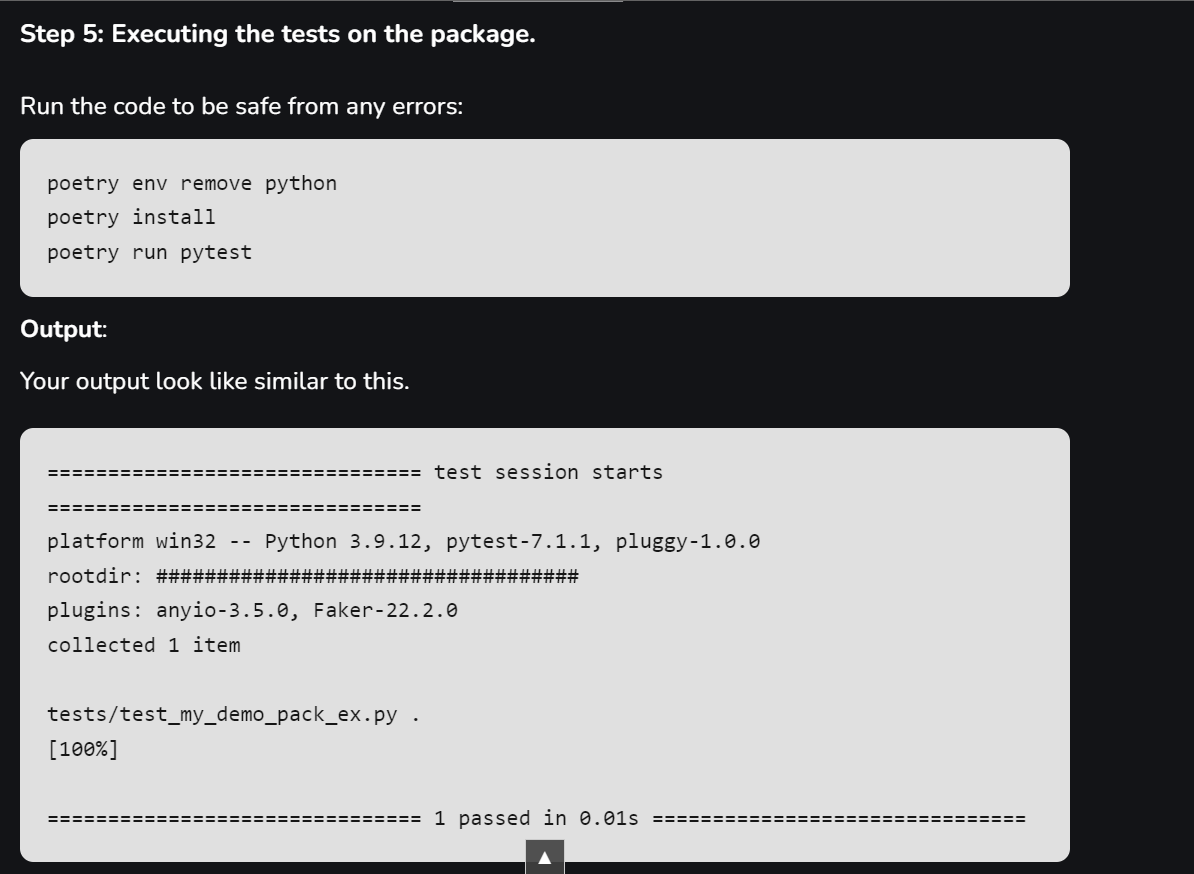 Step 5: Executing the tests on the package.
Run the code to be safe from any errors:
poetry env remove python
poetry install
poetry run pytest
Output:
Your output look like similar to this.
=============================== test session starts
===============================
platform win32 -- Python 3.9.12, pytest-7.1.1, pluggy-1.0.0
rootdir: ###################################
plugins: anyio-3.5.0, Faker-22.2.0
collected 1 item
tests/test_my_demo_pack_ex.py .
[100%]
=============================== 1 passed in 0.01s ===============================